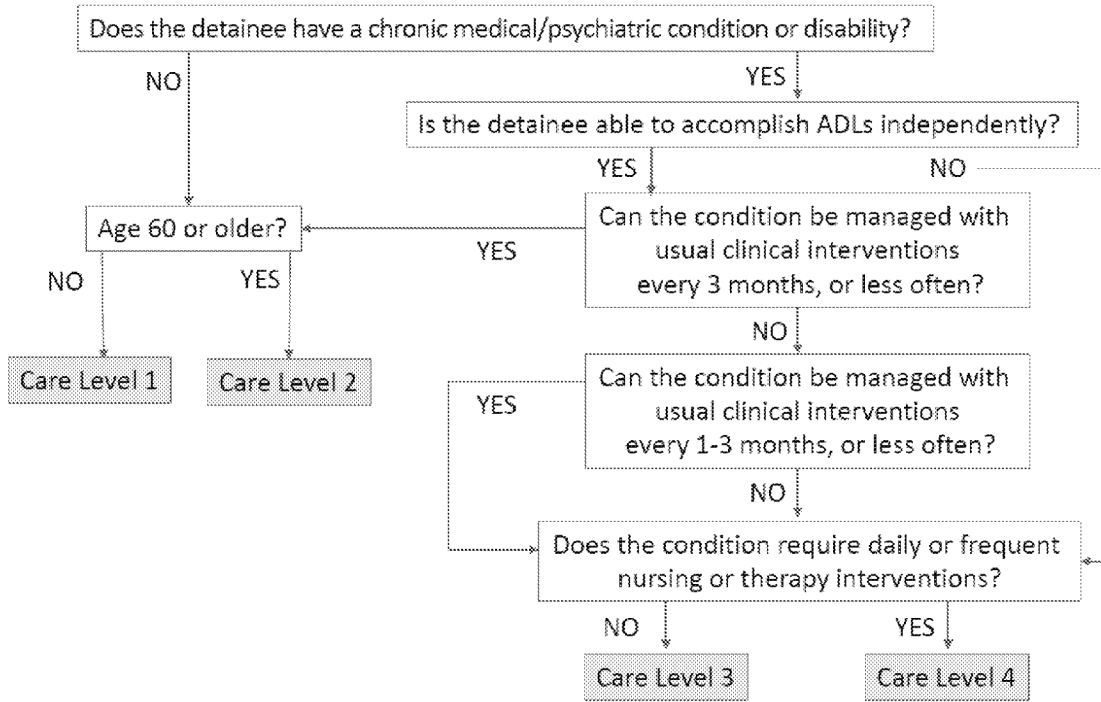 Does the detainee have a chronic medical/psychiatric condition or disability?
NO
YES
Is the detainee able to accomplish ADLs independently?
YES
NO
Age 60 or older?
Can the condition be managed with
usual clinical interventions
every 3 months, or less often?
YES
NO
YES
NO
Care Level 1
Care Level 2
Can the condition be managed with
usual clinical interventions
every 1-3 months, or less often?
YES
NO
Does the condition require daily or frequent
nursing or therapy interventions?
NO
YES
Care Level 3
Care Level 4